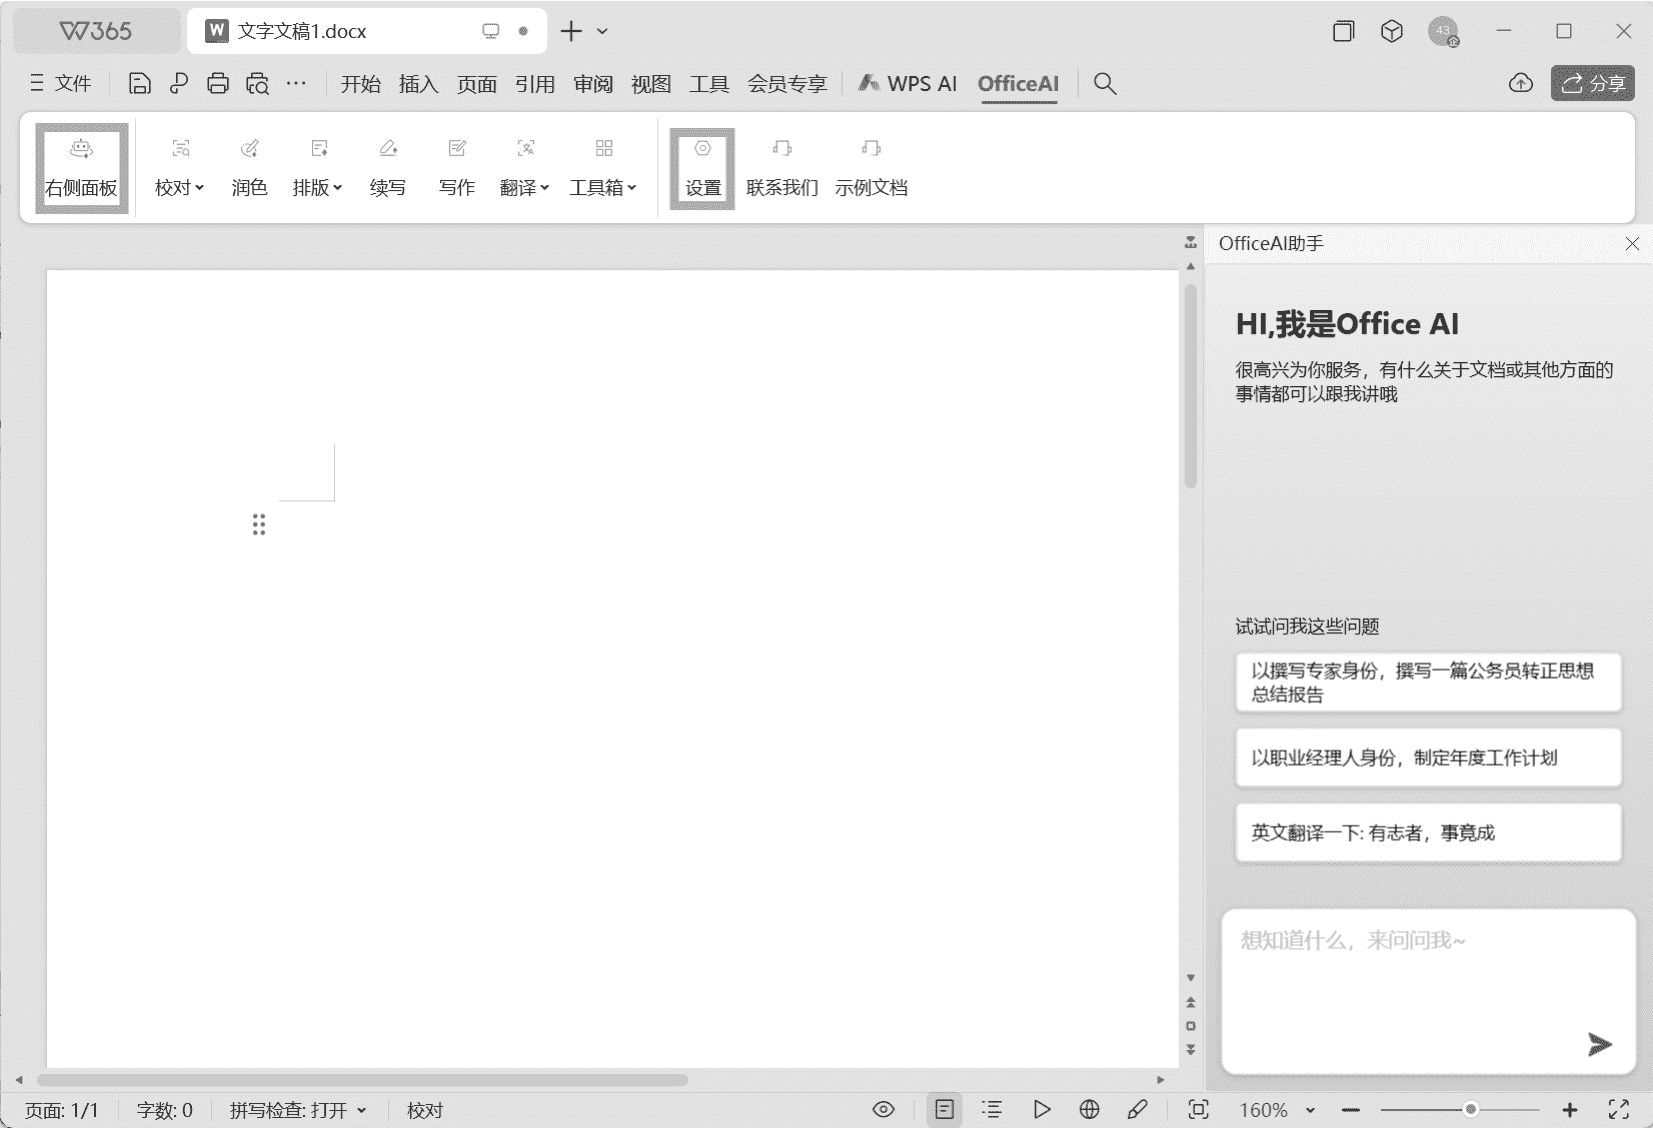 W365
W 文字文稿1.docx
43
企
文件
开始 插入 页面 引用 审阅 视图 工具 会员专享 WPS AI OfficeAI
分享
右侧面板 校对 润色 排版 续写 写作 翻译 工具箱 设置 联系我们 示例文档
OfficeAI助手
HI,我是Office AI
很高兴为你服务，有什么关于文档或其他方面的
事情都可以跟我讲哦
试试问我这些问题
以撰写专家身份，撰写一篇公务员转正思想
总结报告
以职业经理人身份，制定年度工作计划
英文翻译一下: 有志者，事竟成
想知道什么，来问问我~
页面: 1/1 字数: 0 拼写检查: 打开 校对 160%